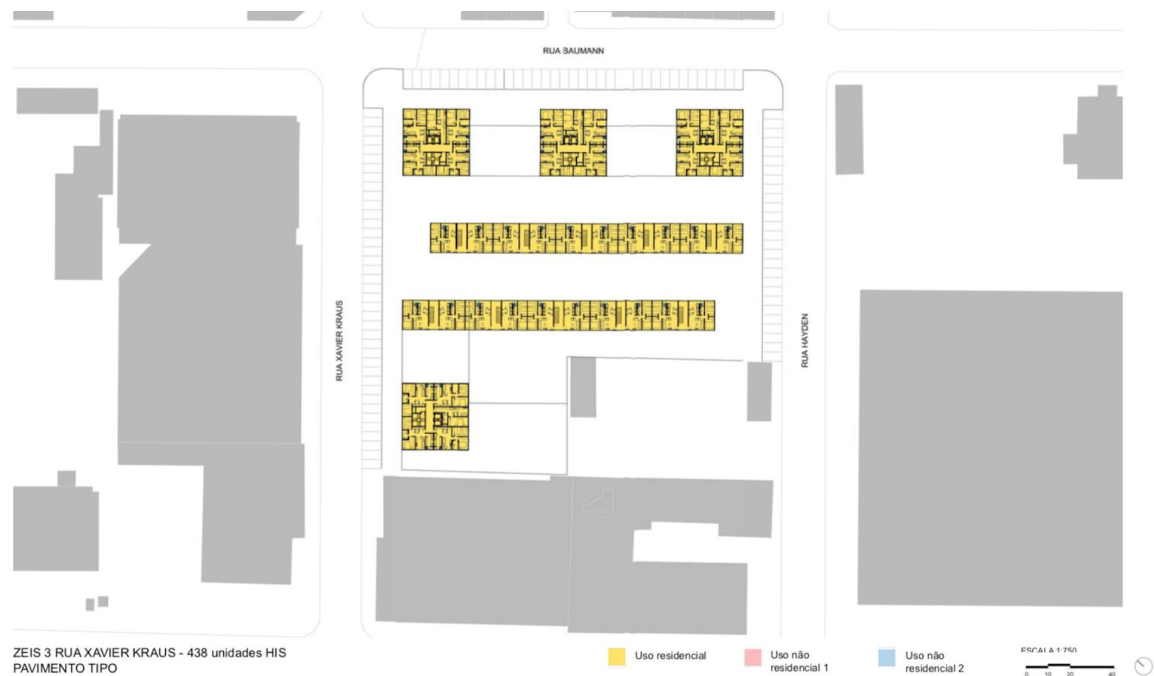 RUA BAUMANN
RUA XAVIER KRAUS
RUA HAYDEN
ZEIS 3 RUA XAVIER KRAUS - 438 unidades HIS
PAVIMENTO TIPO
Uso residencial
Uso não
residencial 1
Uso não
residencial 2
ESCALA 1:750
0 10 20 40